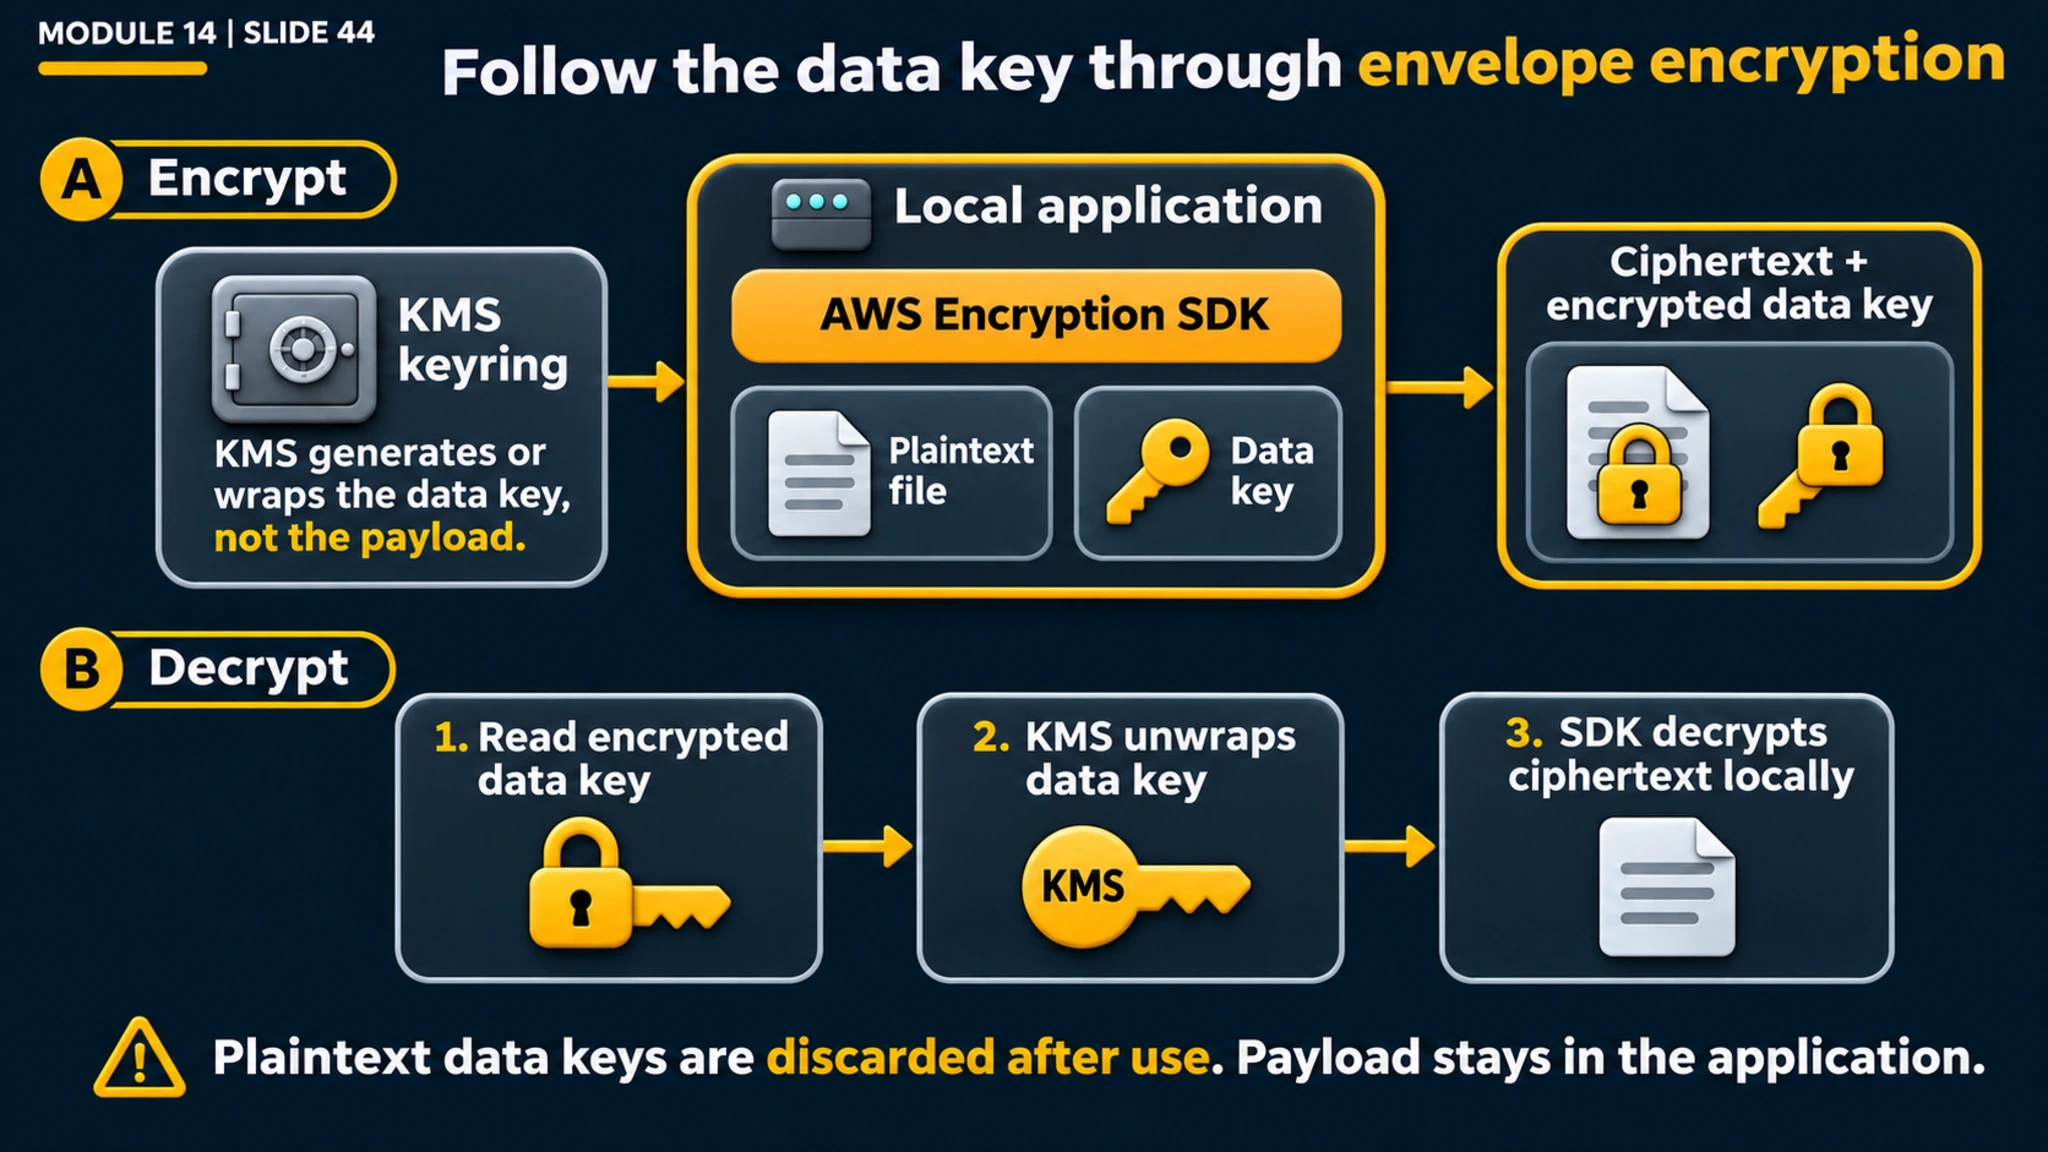 MODULE 14 | SLIDE 44
Follow the data key through envelope encryption
A Encrypt
KMS
keyring
KMS generates or
wraps the data key,
not the payload.
Local application
AWS Encryption SDK
Plaintext
file
Data
key
Ciphertext +
encrypted data key
B Decrypt
1. Read encrypted
data key
2. KMS unwraps
data key
KMS
3. SDK decrypts
ciphertext locally
Plaintext data keys are discarded after use. Payload stays in the application.